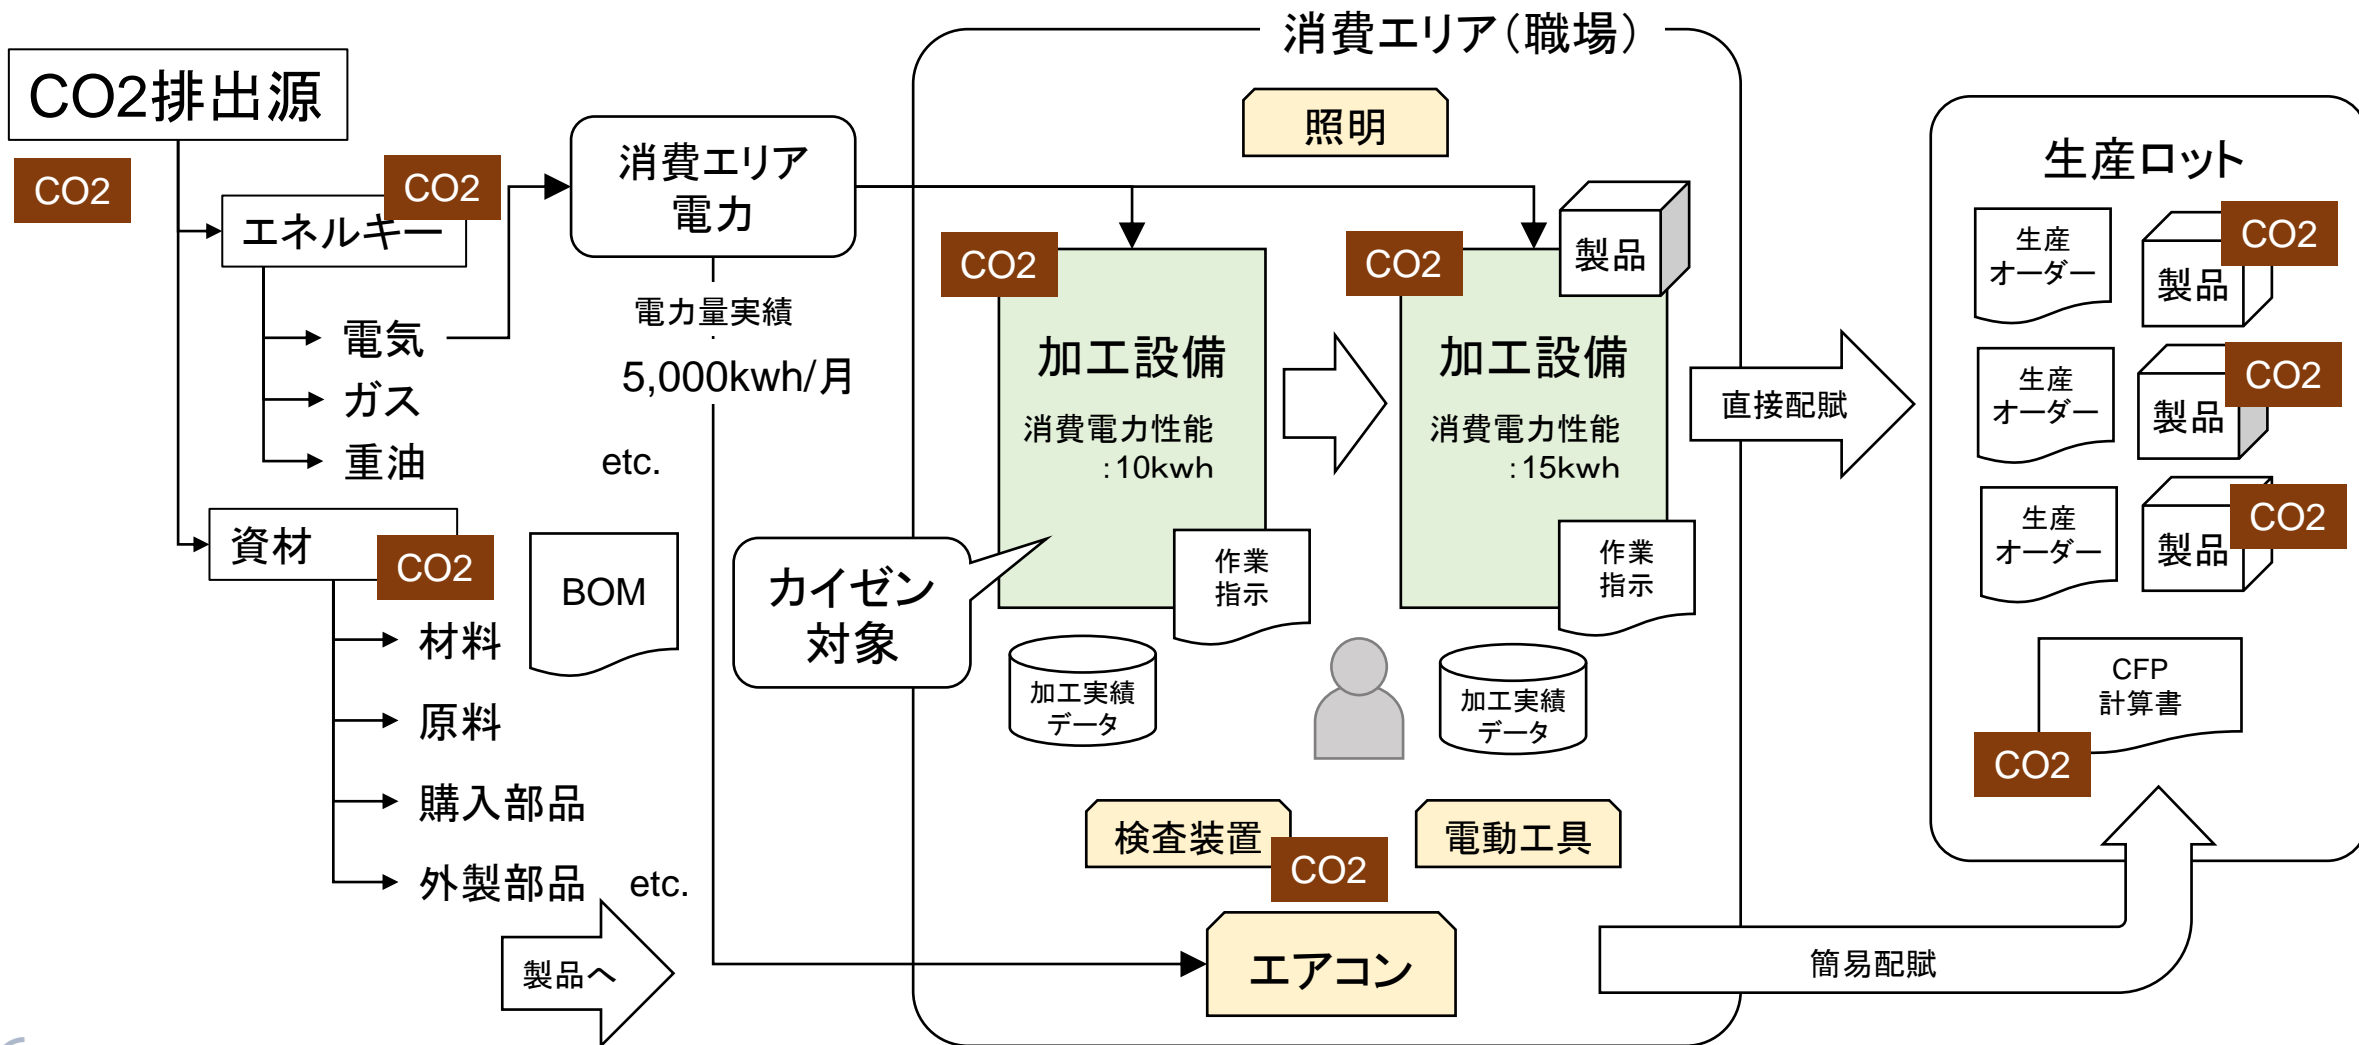 CO2排出源
CO2
エネルギー
CO2
電気
ガス
重油
etc.
資材
CO2
BOM
材料
原料
購入部品
外製部品
etc.
製品へ
消費エリア
電力
電力量実績
5,000kwh/月
消費エリア(職場)
照明
CO2
加工設備
消費電力性能
:10kwh
作業
指示
カイゼン
対象
加工実績
データ
CO2
製品
加工設備
消費電力性能
:15kwh
作業
指示
加工実績
データ
検査装置
CO2
電動工具
エアコン
直接配賦
簡易配賦
生産ロット
生産
オーダー
製品
CO2
生産
オーダー
製品
CO2
生産
オーダー
製品
CO2
CFP
計算書
CO2